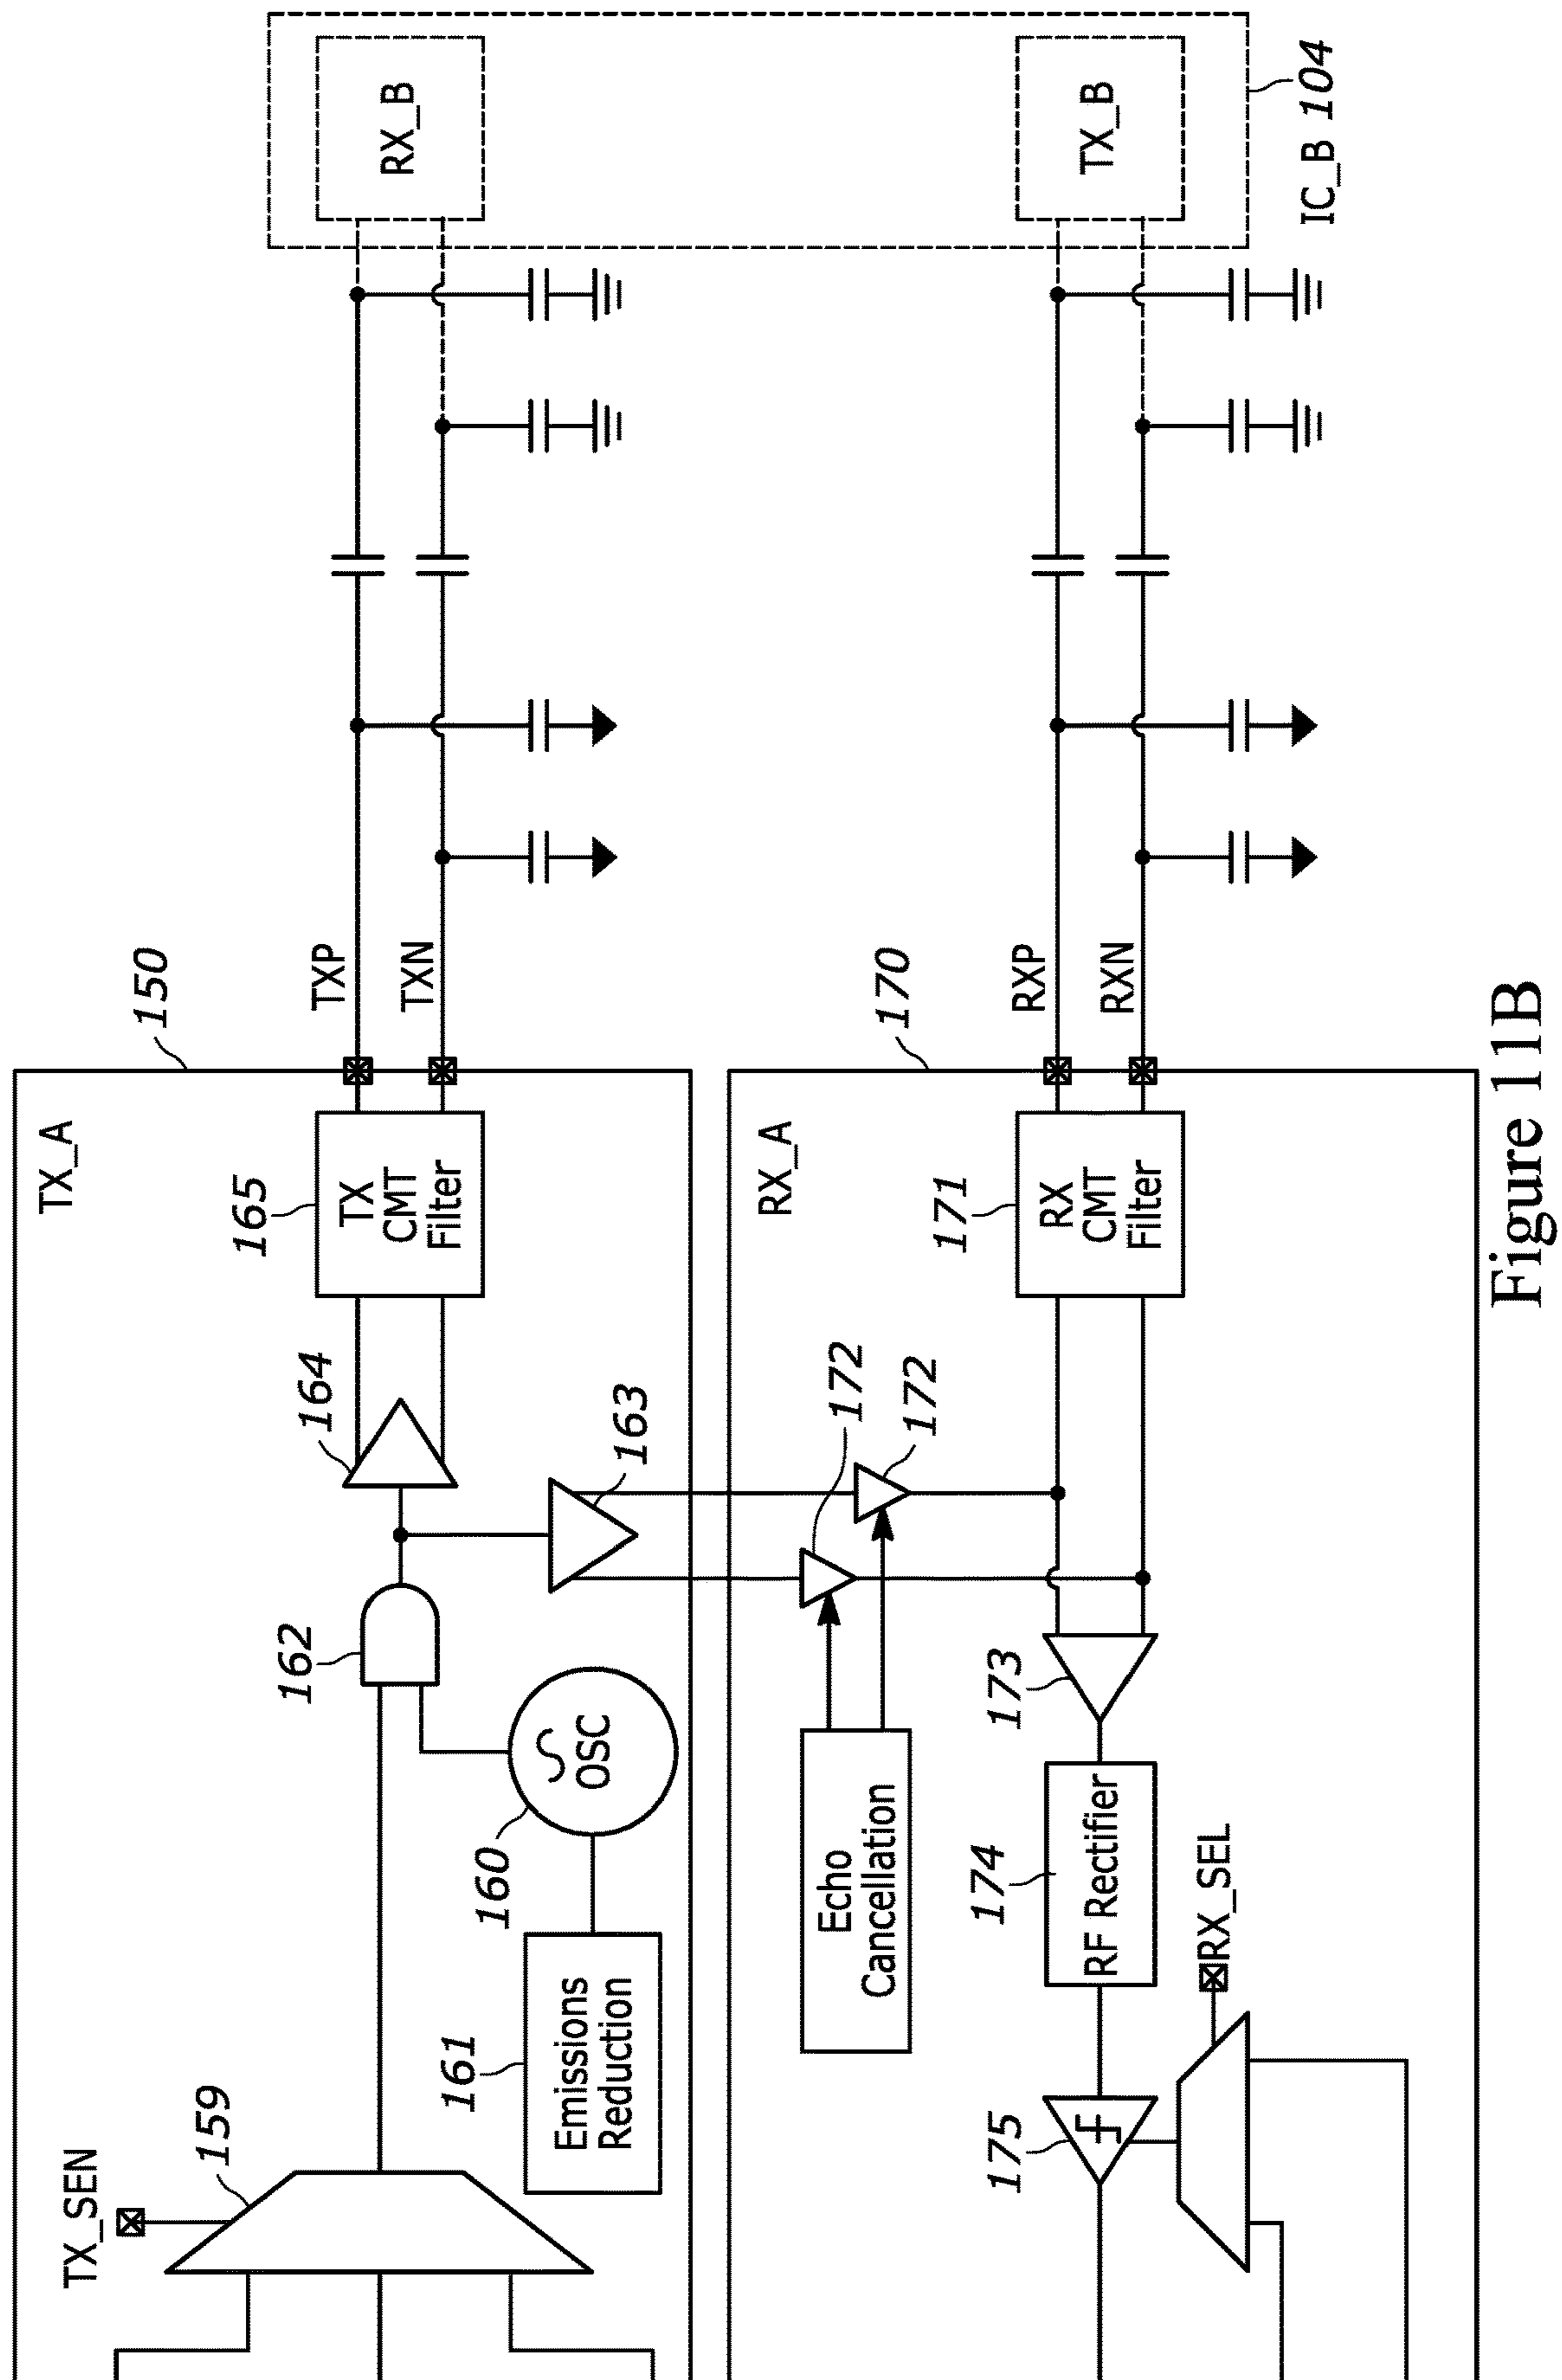 TX_SEN
159
TX_A
150
161
Emissions
Reduction
160
OSC
162
164
163
165
TX
CMT
Filter
TXP
TXN
RX_B
RX_A
170
Echo
Cancellation
172
172
175
174
RF Rectifier
RX_SEL
173
171
RX
CMT
Filter
RXP
RXN
TX_B
IC_B 104
Figure 11B